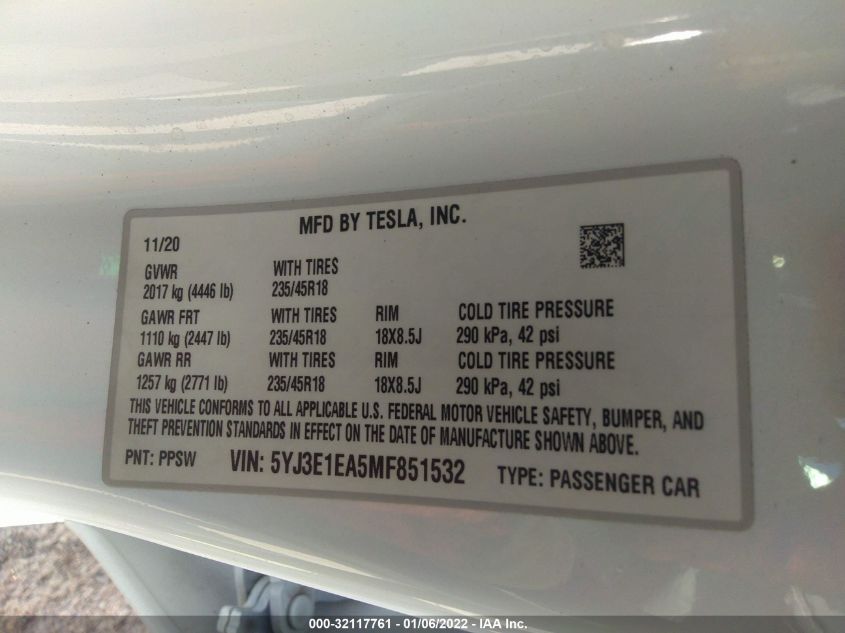 MFD BY TESLA, INC.
11/20
GVWR WITH TIRES
2017 kg (4446 lb) 235/45R18
GAWR FRT WITH TIRES RIM COLD TIRE PRESSURE
1110 kg (2447 lb) 235/45R18 18X8.5J 290 kPa, 42 psi
GAWR RR WITH TIRES RIM COLD TIRE PRESSURE
1257 kg (2771 lb) 235/45R18 18X8.5J 290 kPa, 42 psi
THIS VEHICLE CONFORMS TO ALL APPLICABLE U.S. FEDERAL MOTOR VEHICLE SAFETY, BUMPER, AND
THEFT PREVENTION STANDARDS IN EFFECT ON THE DATE OF MANUFACTURE SHOWN ABOVE.
PNT: PPSW VIN: 5YJ3E1EA5MF851532 TYPE: PASSENGER CAR
000-32117761 - 01/06/2022 - IAA Inc.